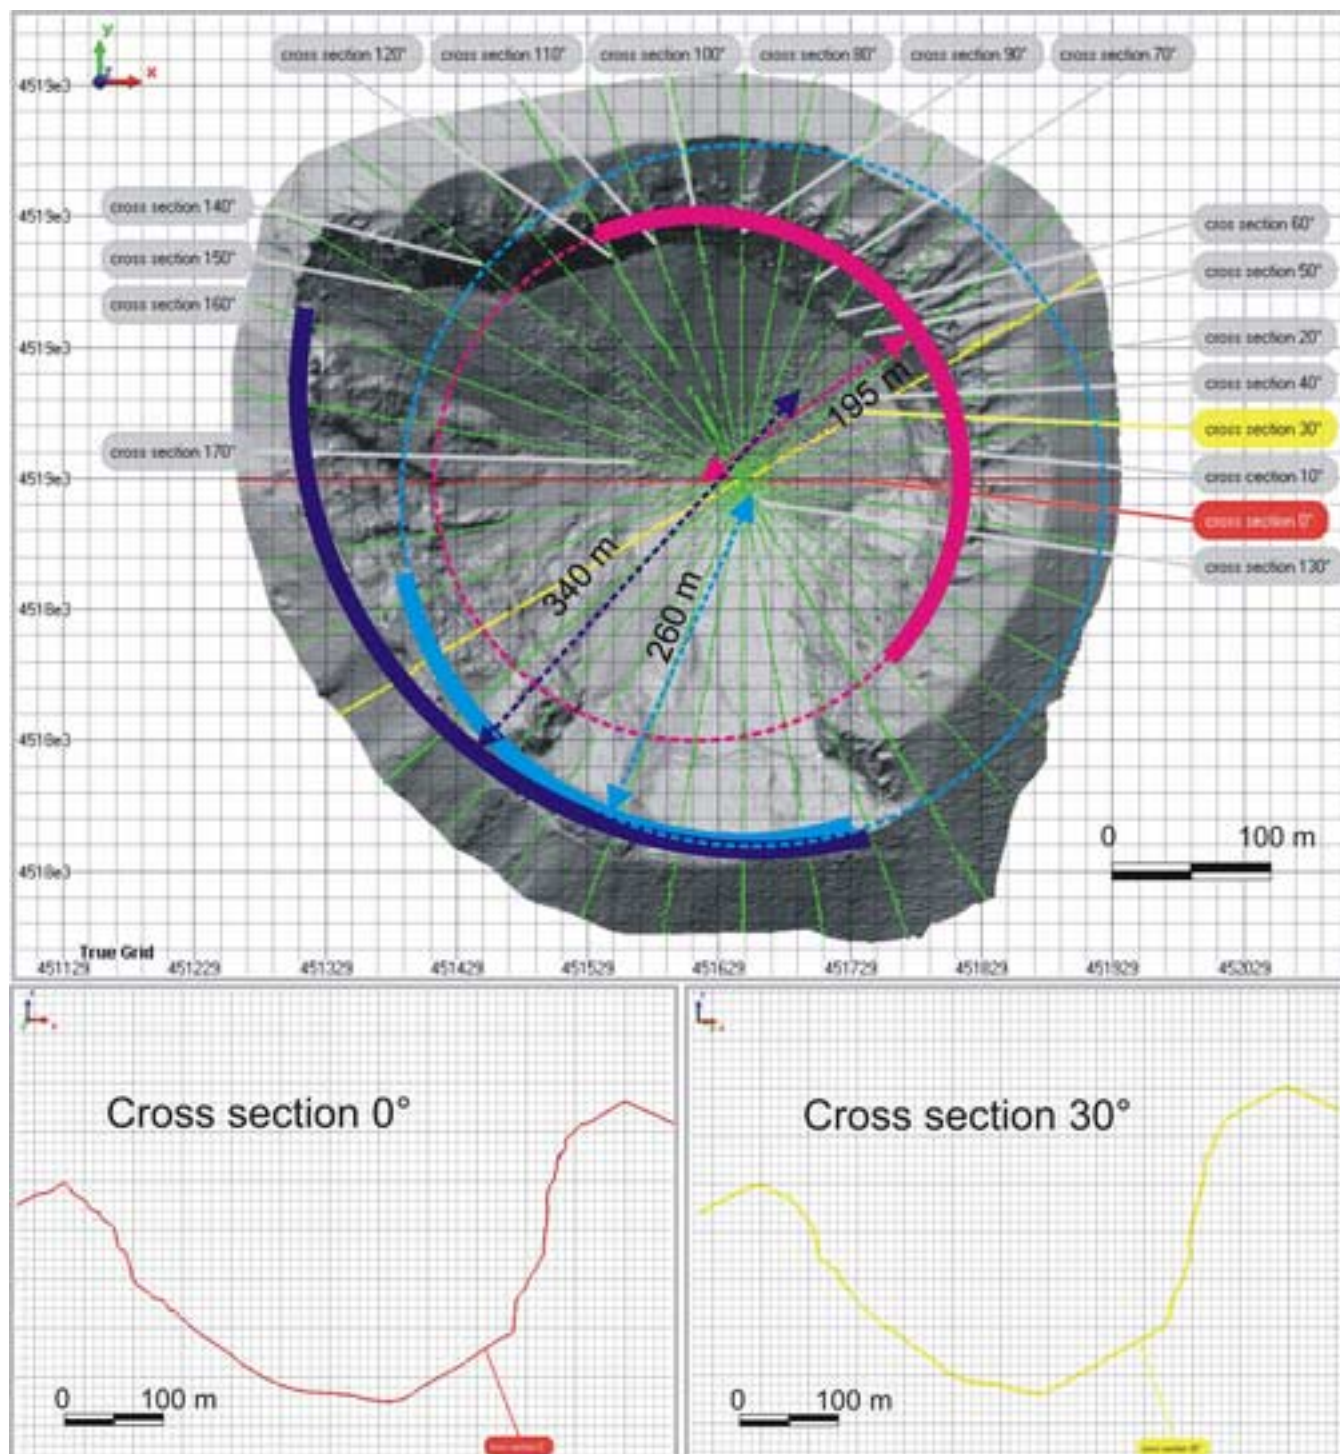 y
x
cross section 120°
cross section 110°
cross section 100°
cross section 80°
cross section 90°
cross section 70°
4519e3
cross section 140°
4519e3
cross section 60°
cross section 150°
cross section 50°
cross section 160°
4519e3
cross section 20°
cross section 40°
195 m
cross section 30°
cross section 170°
4519e3
cross cection 10°
cross section 0°
340 m
260 m
cross section 130°
4518e3
4518e3
0 100 m
4518e3
True Grid
451129 451229 451329 451429 451529 451629 451729 451829 451929 452029
Cross section 0°
Cross section 30°
0 100 m
0 100 m